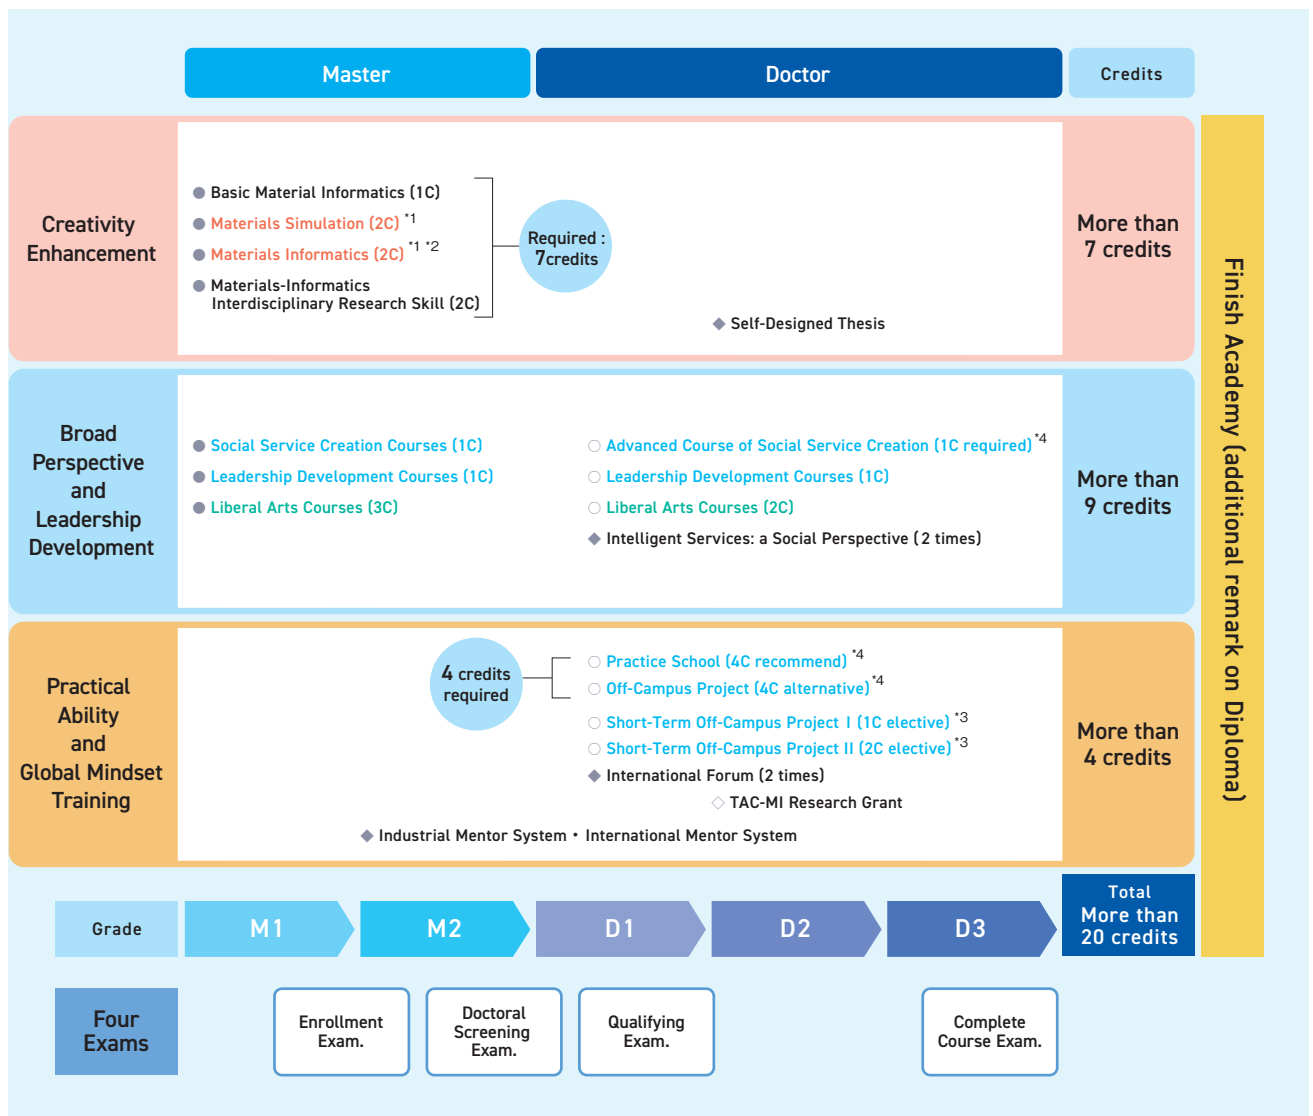 Master
Doctor
Credits
Creativity
Enhancement
● Basic Material Informatics (1C)
● Materials Simulation (2C) *1
● Materials Informatics (2C) *1 *2
● Materials-Informatics
Interdisciplinary Research Skill (2C)
Required :
7credits
◆ Self-Designed Thesis
More than
7 credits
Broad
Perspective
and
Leadership
Development
● Social Service Creation Courses (1C)
● Leadership Development Courses (1C)
● Liberal Arts Courses (3C)
○ Advanced Course of Social Service Creation (1C required) *4
○ Leadership Development Courses (1C)
○ Liberal Arts Courses (2C)
◆ Intelligent Services: a Social Perspective (2 times)
More than
9 credits
Practical
Ability
and
Global Mindset
Training
4 credits
required
○ Practice School (4C recommend) *4
○ Off-Campus Project (4C alternative) *4
○ Short-Term Off-Campus Project I (1C elective) *3
○ Short-Term Off-Campus Project II (2C elective) *3
◆ International Forum (2 times)
◇ TAC-MI Research Grant
◆ Industrial Mentor System・International Mentor System
More than
4 credits
Finish Academy (additional remark on Diploma)
Grade
M1
M2
D1
D2
D3
Total
More than
20 credits
Four
Exams
Enrollment
Exam.
Doctoral
Screening
Exam.
Qualifying
Exam.
Complete
Course Exam.